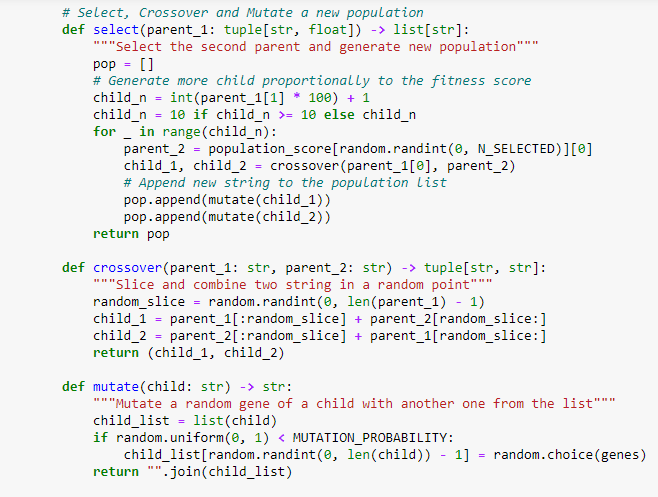 # Select, Crossover and Mutate a new population
def select(parent_1: tuple[str, float]) -> list[str]:
    """Select the second parent and generate new population"""
    pop = []
    # Generate more child proportionally to the fitness score
    child_n = int(parent_1[1] * 100) + 1
    child_n = 10 if child_n >= 10 else child_n
    for _ in range(child_n):
        parent_2 = population_score[random.randint(0, N_SELECTED)][0]
        child_1, child_2 = crossover(parent_1[0], parent_2)
        # Append new string to the population list
        pop.append(mutate(child_1))
        pop.append(mutate(child_2))
    return pop

def crossover(parent_1: str, parent_2: str) -> tuple[str, str]:
    """Slice and combine two string in a random point"""
    random_slice = random.randint(0, len(parent_1) - 1)
    child_1 = parent_1[:random_slice] + parent_2[random_slice:]
    child_2 = parent_2[:random_slice] + parent_1[random_slice:]
    return (child_1, child_2)

def mutate(child: str) -> str:
    """Mutate a random gene of a child with another one from the list"""
    child_list = list(child)
    if random.uniform(0, 1) < MUTATION_PROBABILITY:
        child_list[random.randint(0, len(child)) - 1] = random.choice(genes)
    return "".join(child_list)